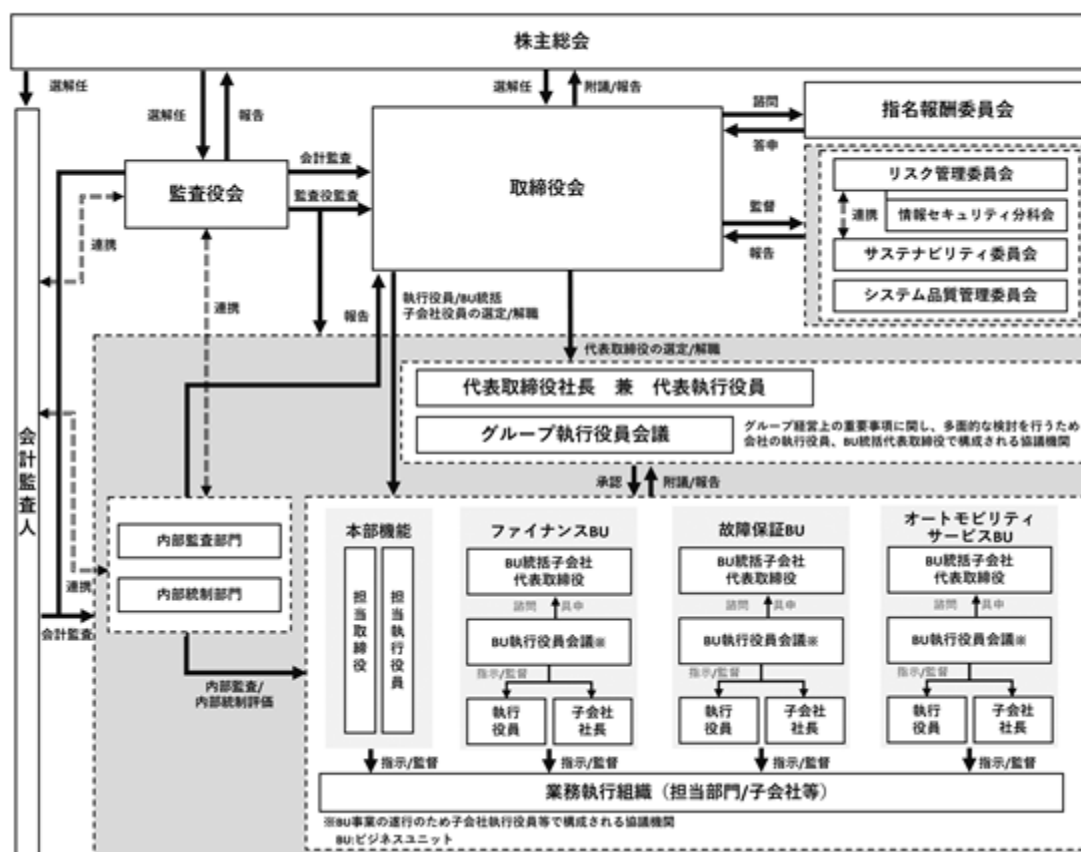 株主総会
選解任
選解任
報告
選解任
附議/報告
諮問
答申
指名報酬委員会
監査役会
会計監査
監査役監査
取締役会
監督
報告
リスク管理委員会
連携
情報セキュリティ分科会
サステナビリティ委員会
システム品質管理委員会
連携
連携
報告
執行役員/BU統括
子会社役員の選定/解職
代表取締役の選定/解職
代表取締役社長 兼 代表執行役員
グループ執行役員会議
グループ経営上の重要事項に関し、多面的な検討を行うため
会社の執行役員、BU統括代表取締役で構成される協議機関
承認
附議/報告
会計監査人
内部監査部門
内部統制部門
連携
会計監査
内部監査/
内部統制評価
本部機能
担当取締役
担当執行役員
ファイナンスBU
BU統括子会社
代表取締役
諮問
具申
BU執行役員会議※
指示/監督
執行
役員
子会社
社長
故障保証BU
BU統括子会社
代表取締役
諮問
具申
BU執行役員会議※
指示/監督
執行
役員
子会社
社長
オートモビリティ
サービスBU
BU統括子会社
代表取締役
諮問
具申
BU執行役員会議※
指示/監督
執行
役員
子会社
社長
指示/監督
指示/監督
指示/監督
指示/監督
業務執行組織（担当部門/子会社等）
※BU事業の遂行のため子会社執行役員等で構成される協議機関
BU:ビジネスユニット